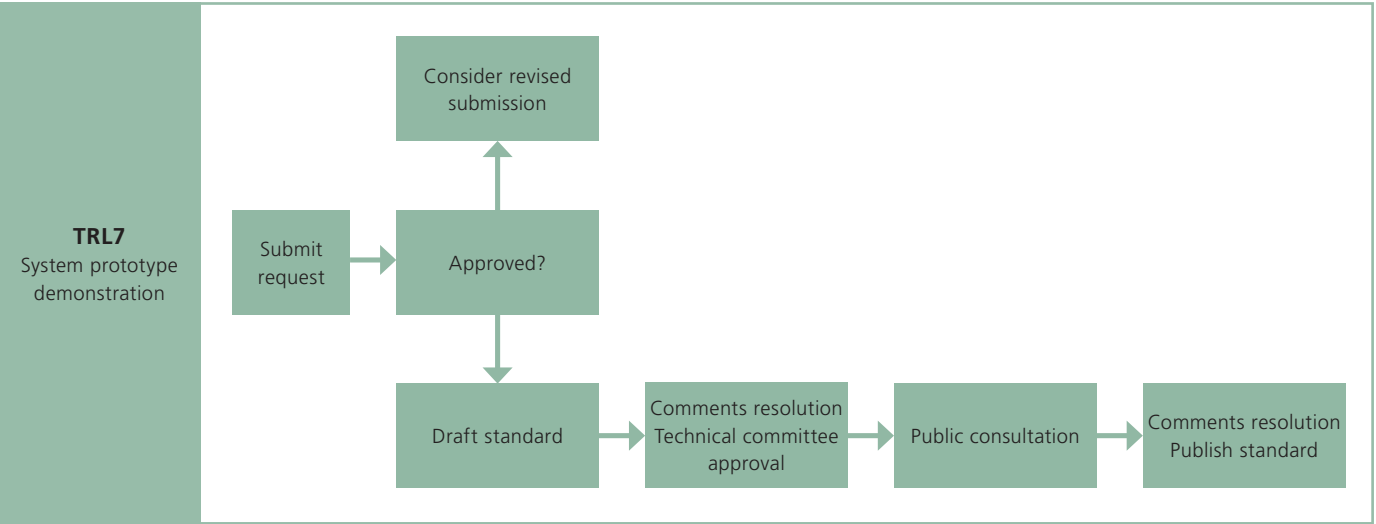 TRL7
System prototype
demonstration
Consider revised
submission
Submit
request
Approved?
Draft standard
Comments resolution
Technical committee
approval
Public consultation
Comments resolution
Publish standard